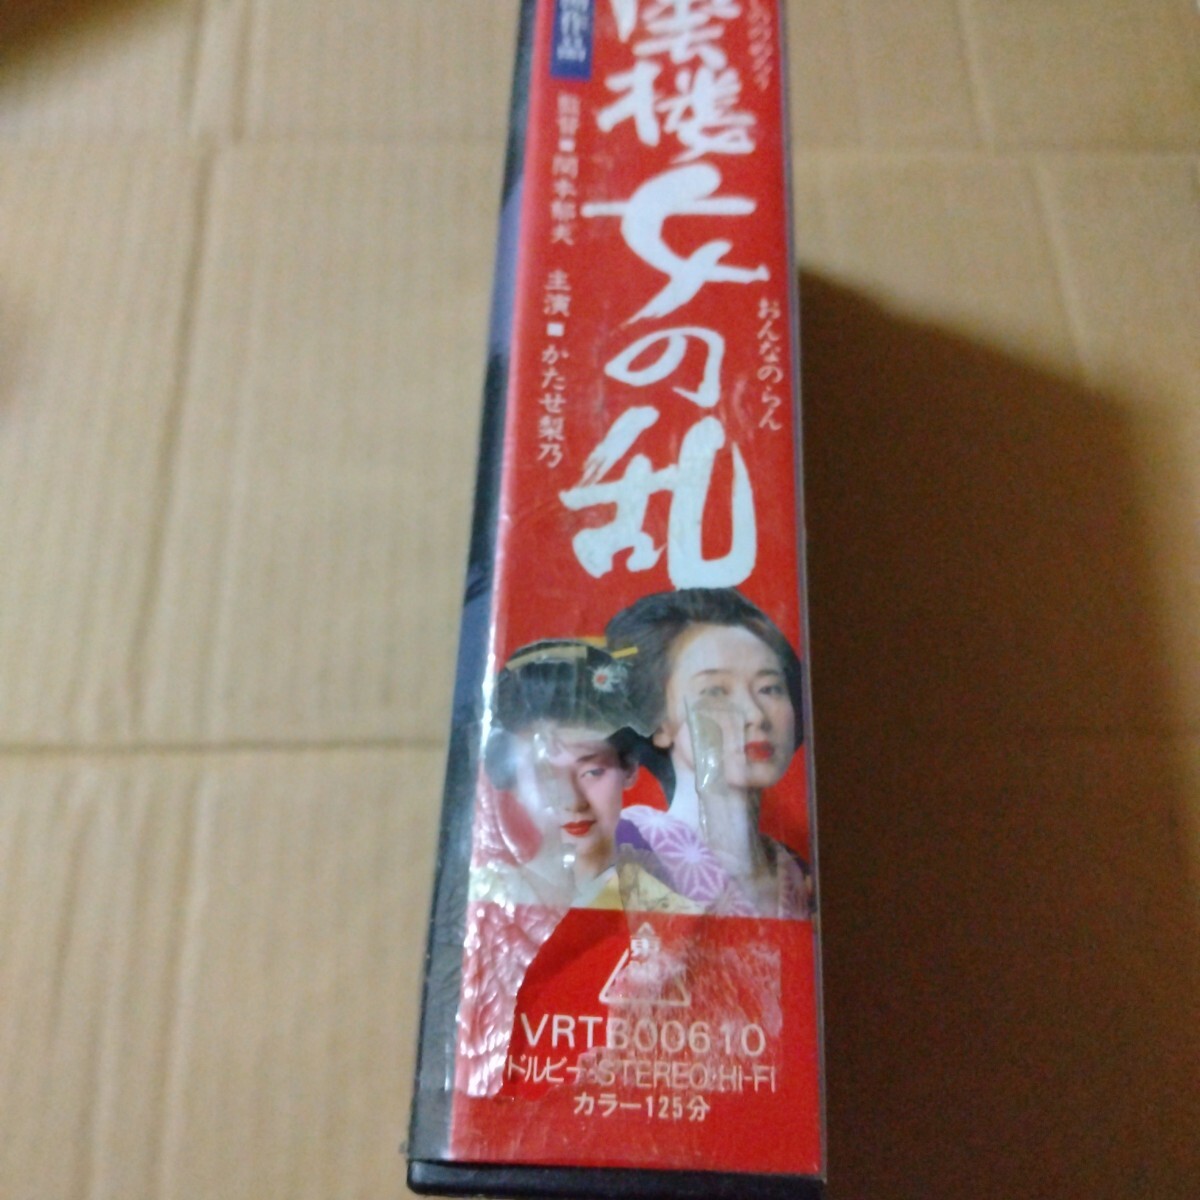 櫻 女の乱
おんなのらん
作品
監督■関本郁夫 主演■かたせ梨乃
東
VRTB00610
ドルビー・STEREO・HI-FI
カラー125分